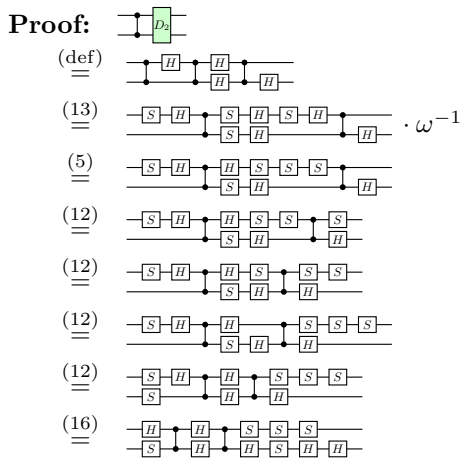 Proof: D₂
(def) = H H H H
(13) = S H S H S H S H H · ω⁻¹
(5) = S H H S S S S H H
(12) = S H H S S S S H H
(12) = S H H S S S S H H
(12) = S H H S S S S H H
(12) = S H H S S S S H H
(16) = H H S S S S H H S S H H